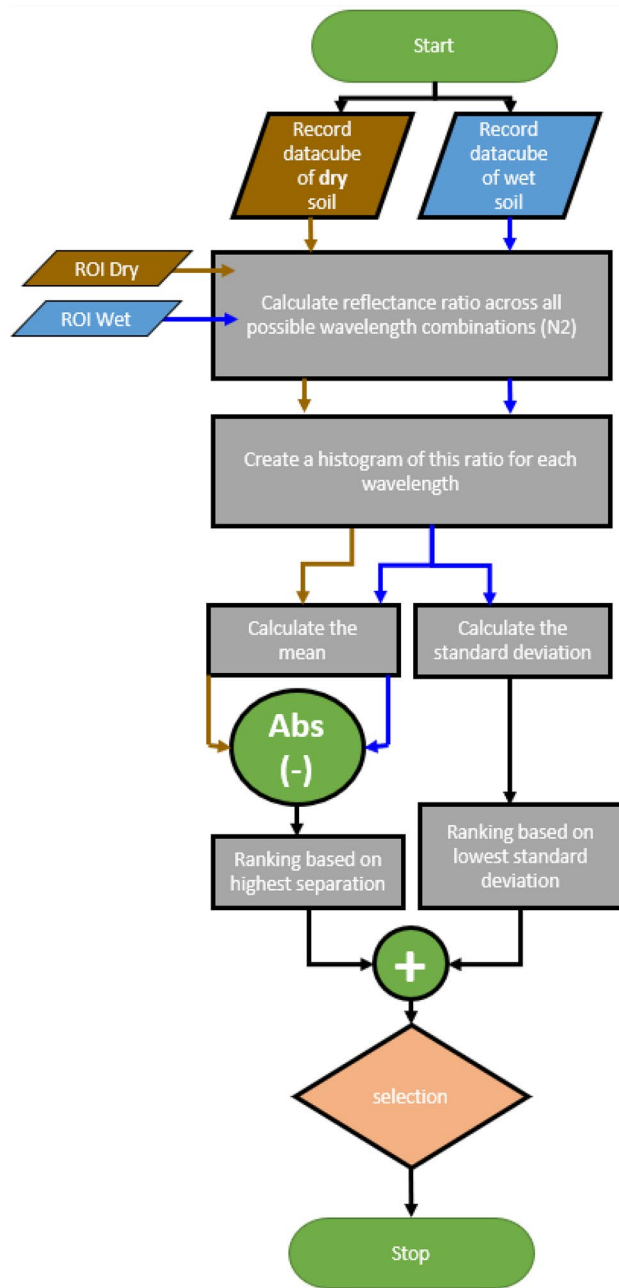 Start
Record
datacube
of dry
soil
Record
datacube
of wet
soil
ROI Dry
ROI Wet
Calculate reflectance ratio across all
possible wavelength combinations (N2)
Create a histogram of this ratio for each
wavelength
Calculate the
mean
Calculate the
standard deviation
Abs
(-)
Ranking based on
highest separation
Ranking based on
lowest standard
deviation
+
selection
Stop